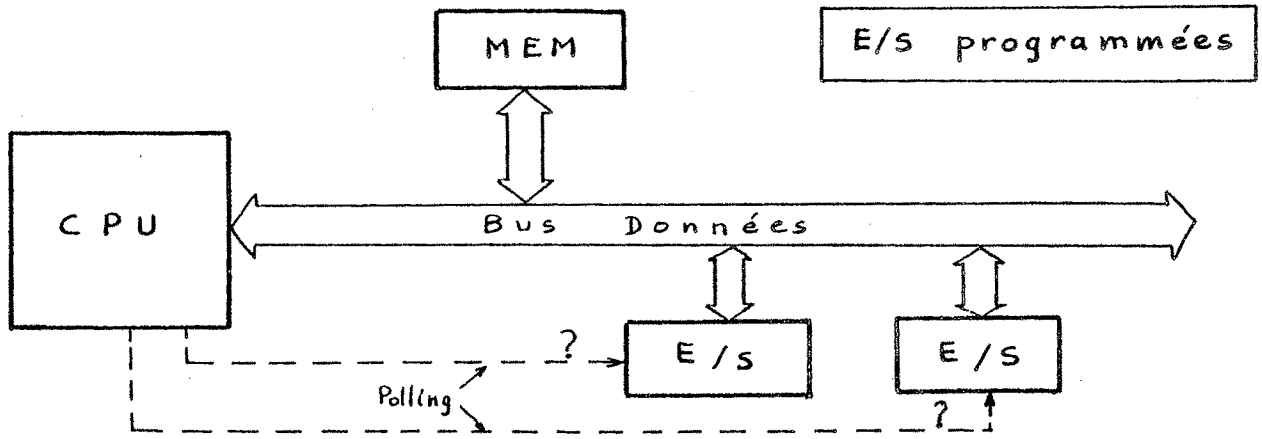 MEM
E/S programmées
CPU
Bus Données
E/S
E/S
?
Polling
?